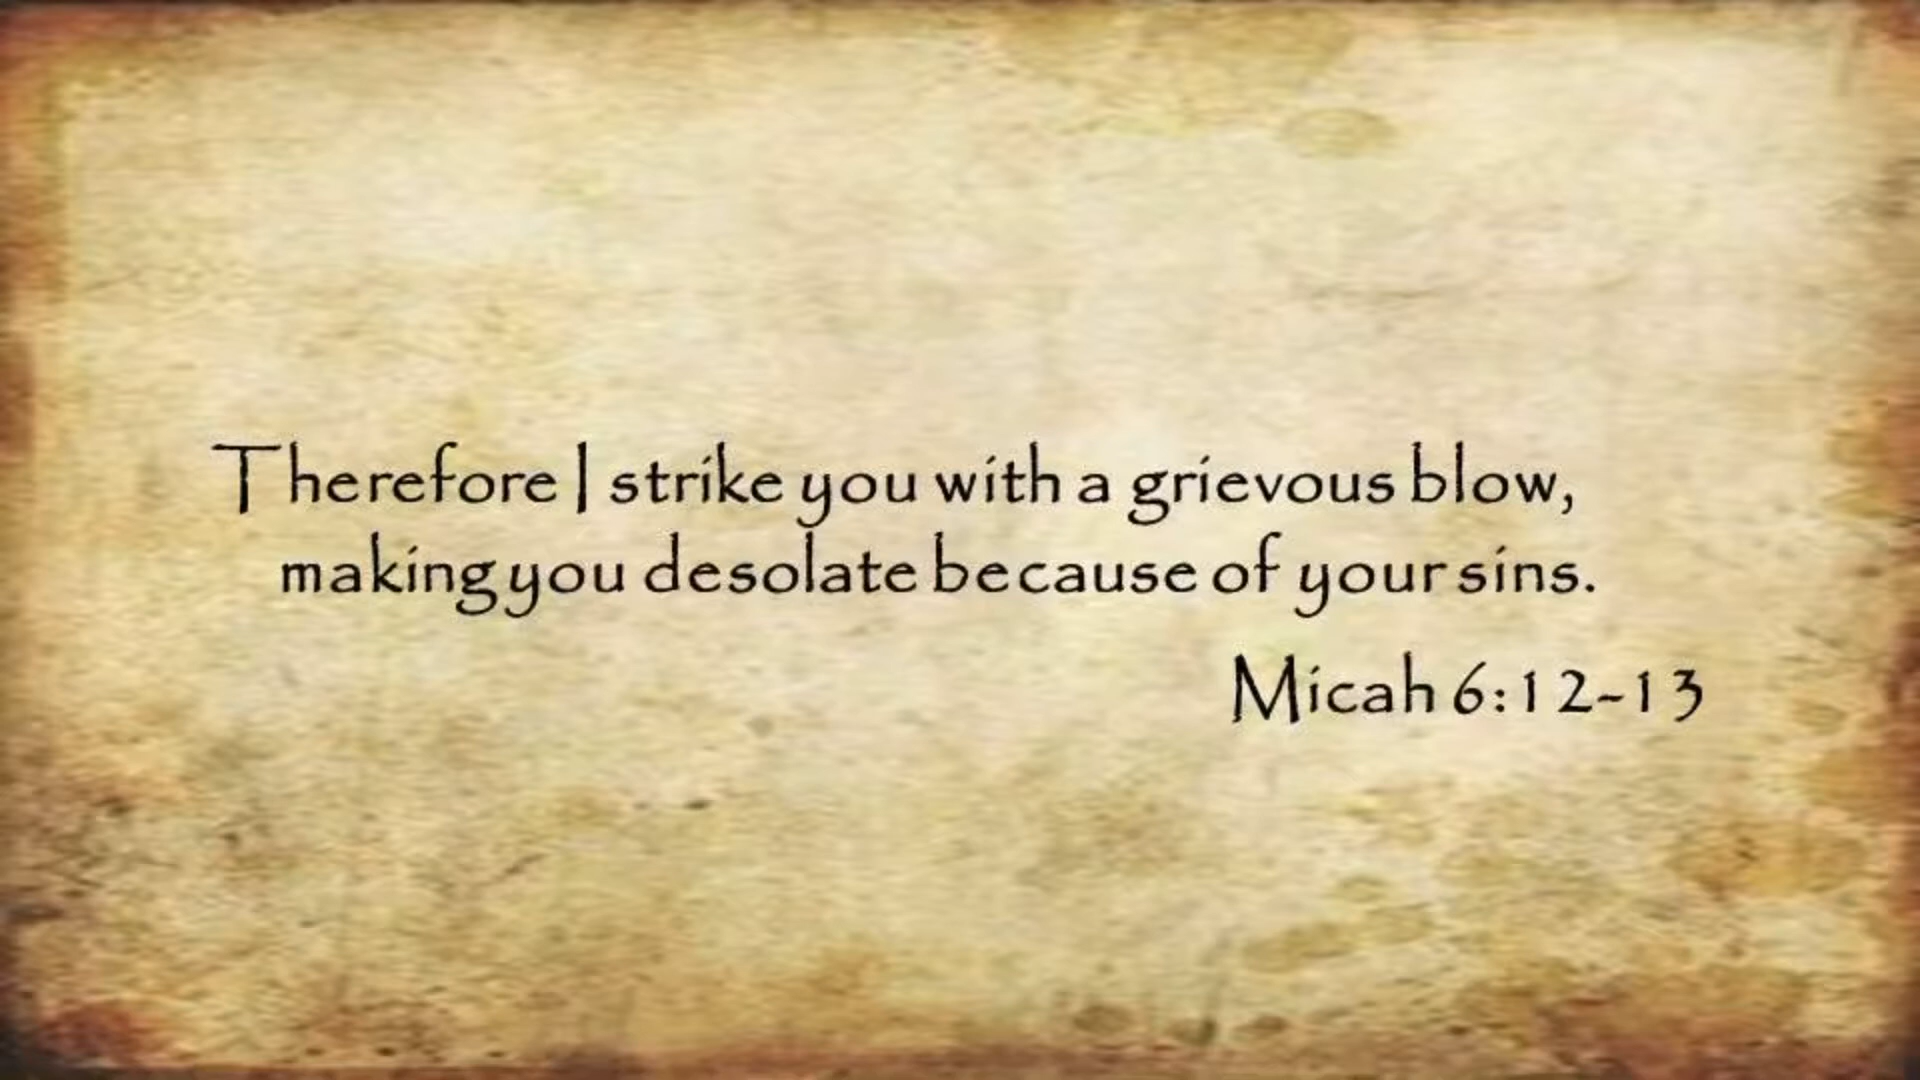 Therefore I strike you with a grievous blow,
making you desolate because of your sins.
Micah 6:12-13